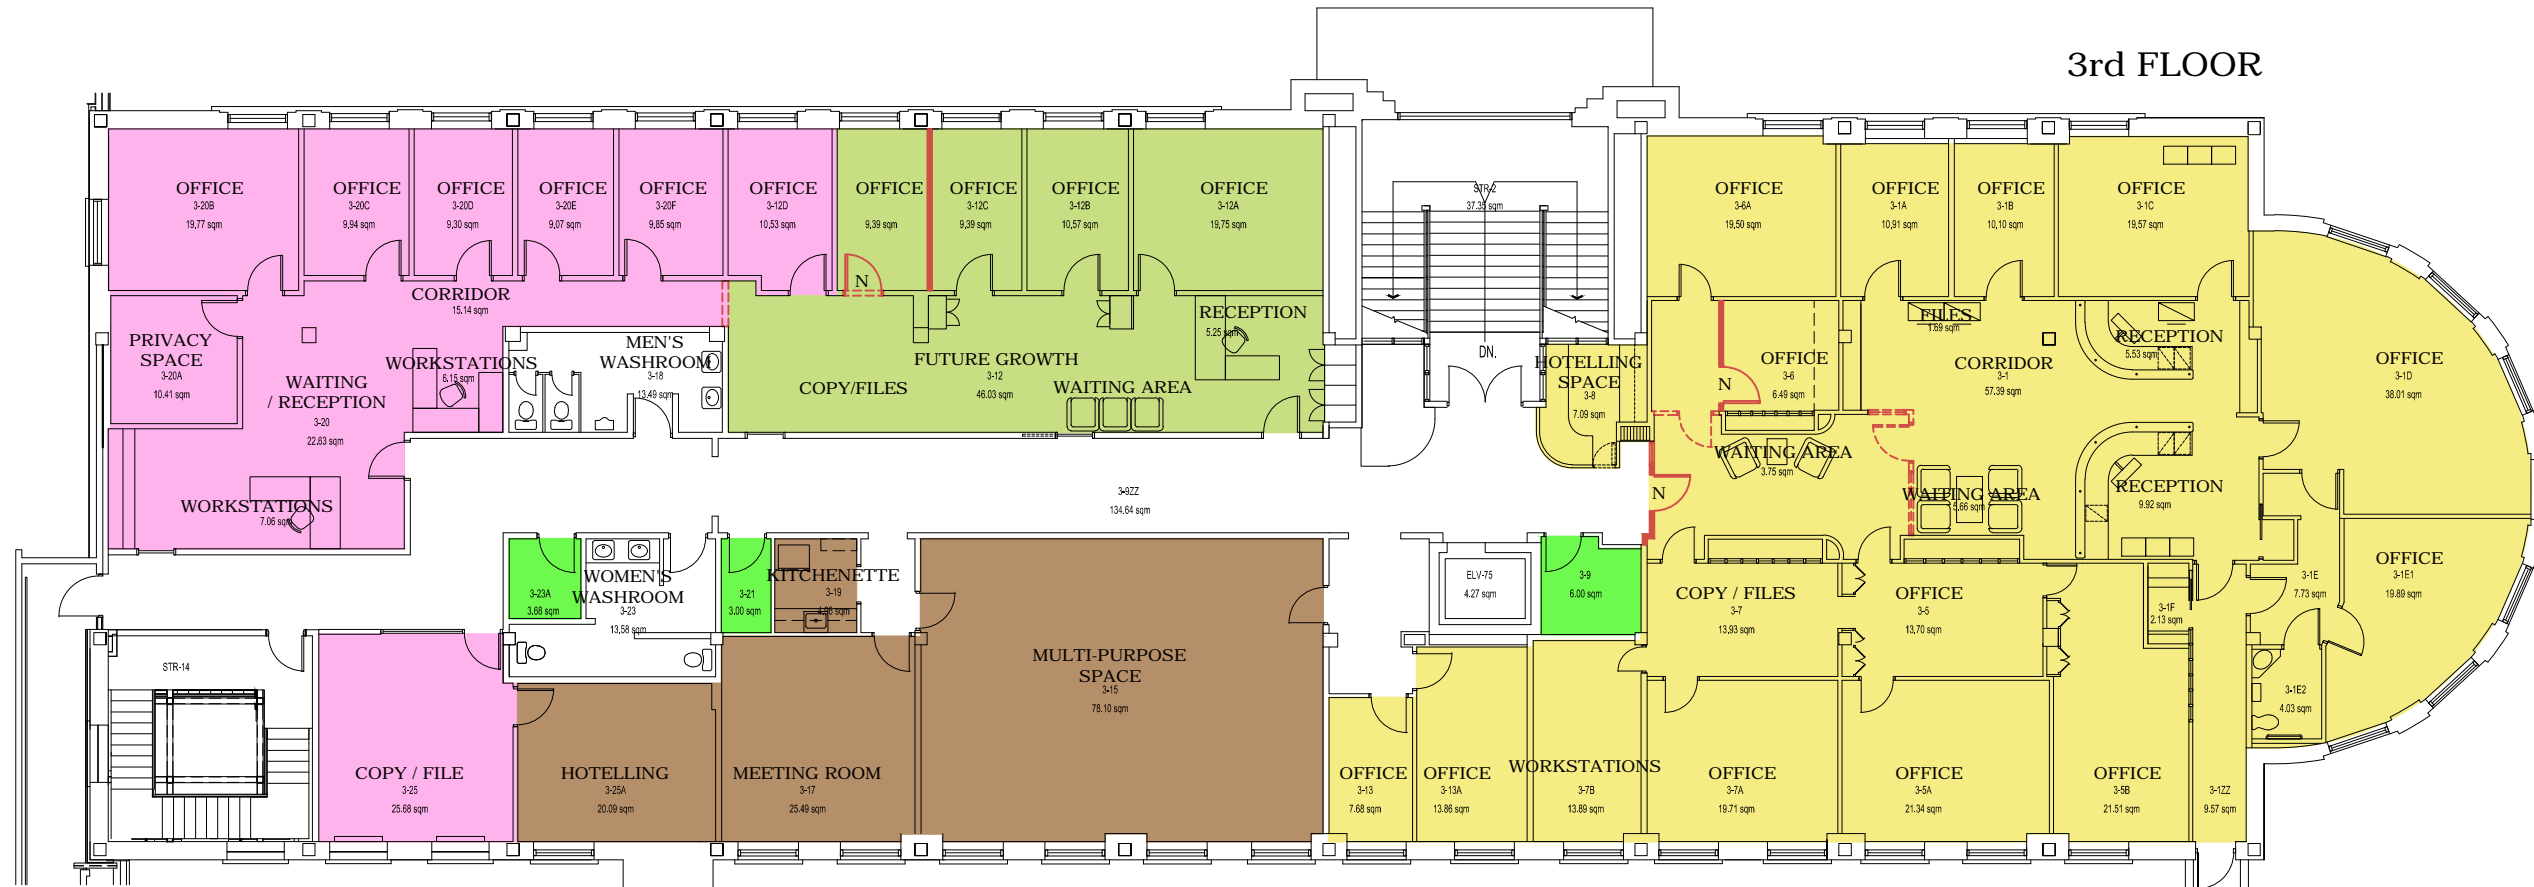 3rd FLOOR
OFFICE
3-20B
19,77 sqm
OFFICE
3-20C
9,94 sqm
OFFICE
3-20D
9,30 sqm
OFFICE
3-20E
9,07 sqm
OFFICE
3-20F
9,85 sqm
OFFICE
3-12D
10,53 sqm
OFFICE
9,39 sqm
N
OFFICE
3-12C
9,39 sqm
OFFICE
3-12B
10,57 sqm
OFFICE
3-12A
19,75 sqm
STR-2
37.35 sqm
DN.
OFFICE
3-6A
19,50 sqm
OFFICE
3-1A
10,91 sqm
OFFICE
3-1B
10,10 sqm
OFFICE
3-1C
19,57 sqm
CORRIDOR
15.14 sqm
PRIVACY
SPACE
3-20A
10.41 sqm
WAITING
/ RECEPTION
3-20
22.63 sqm
WORKSTATIONS
6.15 sqm
MEN'S
WASHROOM
3-18
13.49 sqm
COPY/FILES
FUTURE GROWTH
3-12
46.03 sqm
WAITING AREA
RECEPTION
5.25 sqm
HOTELLING
SPACE
3-8
7.09 sqm
N
OFFICE
3-6
6.49 sqm
FILES
1.69 sqm
CORRIDOR
3-1
57.39 sqm
RECEPTION
5.53 sqm
OFFICE
3-1D
38.01 sqm
WORKSTATIONS
7.06 sqm
3-9ZZ
134.64 sqm
N
WAITING AREA
3.75 sqm
WAITING AREA
5.66 sqm
RECEPTION
9.92 sqm
3-23A
3.68 sqm
WOMEN'S
WASHROOM
3-23
13,58 sqm
3-21
3.00 sqm
KITCHENETTE
3-19
ELV-75
4.27 sqm
3-9
6.00 sqm
COPY / FILES
3-7
13,93 sqm
OFFICE
3-5
13,70 sqm
3-1F
2.13 sqm
3-1E
7.73 sqm
OFFICE
3-1E1
19.89 sqm
STR-14
MULTI-PURPOSE
SPACE
3-15
78.10 sqm
3-1E2
4.03 sqm
COPY / FILE
3-25
25.68 sqm
HOTELLING
3-25A
20.09 sqm
MEETING ROOM
3-17
25.49 sqm
OFFICE
3-13
7.68 sqm
OFFICE
3-13A
13.86 sqm
WORKSTATIONS
3-7B
13.89 sqm
OFFICE
3-7A
19.71 sqm
OFFICE
3-5A
21.34 sqm
OFFICE
3-5B
21.51 sqm
3-1ZZ
9.57 sqm